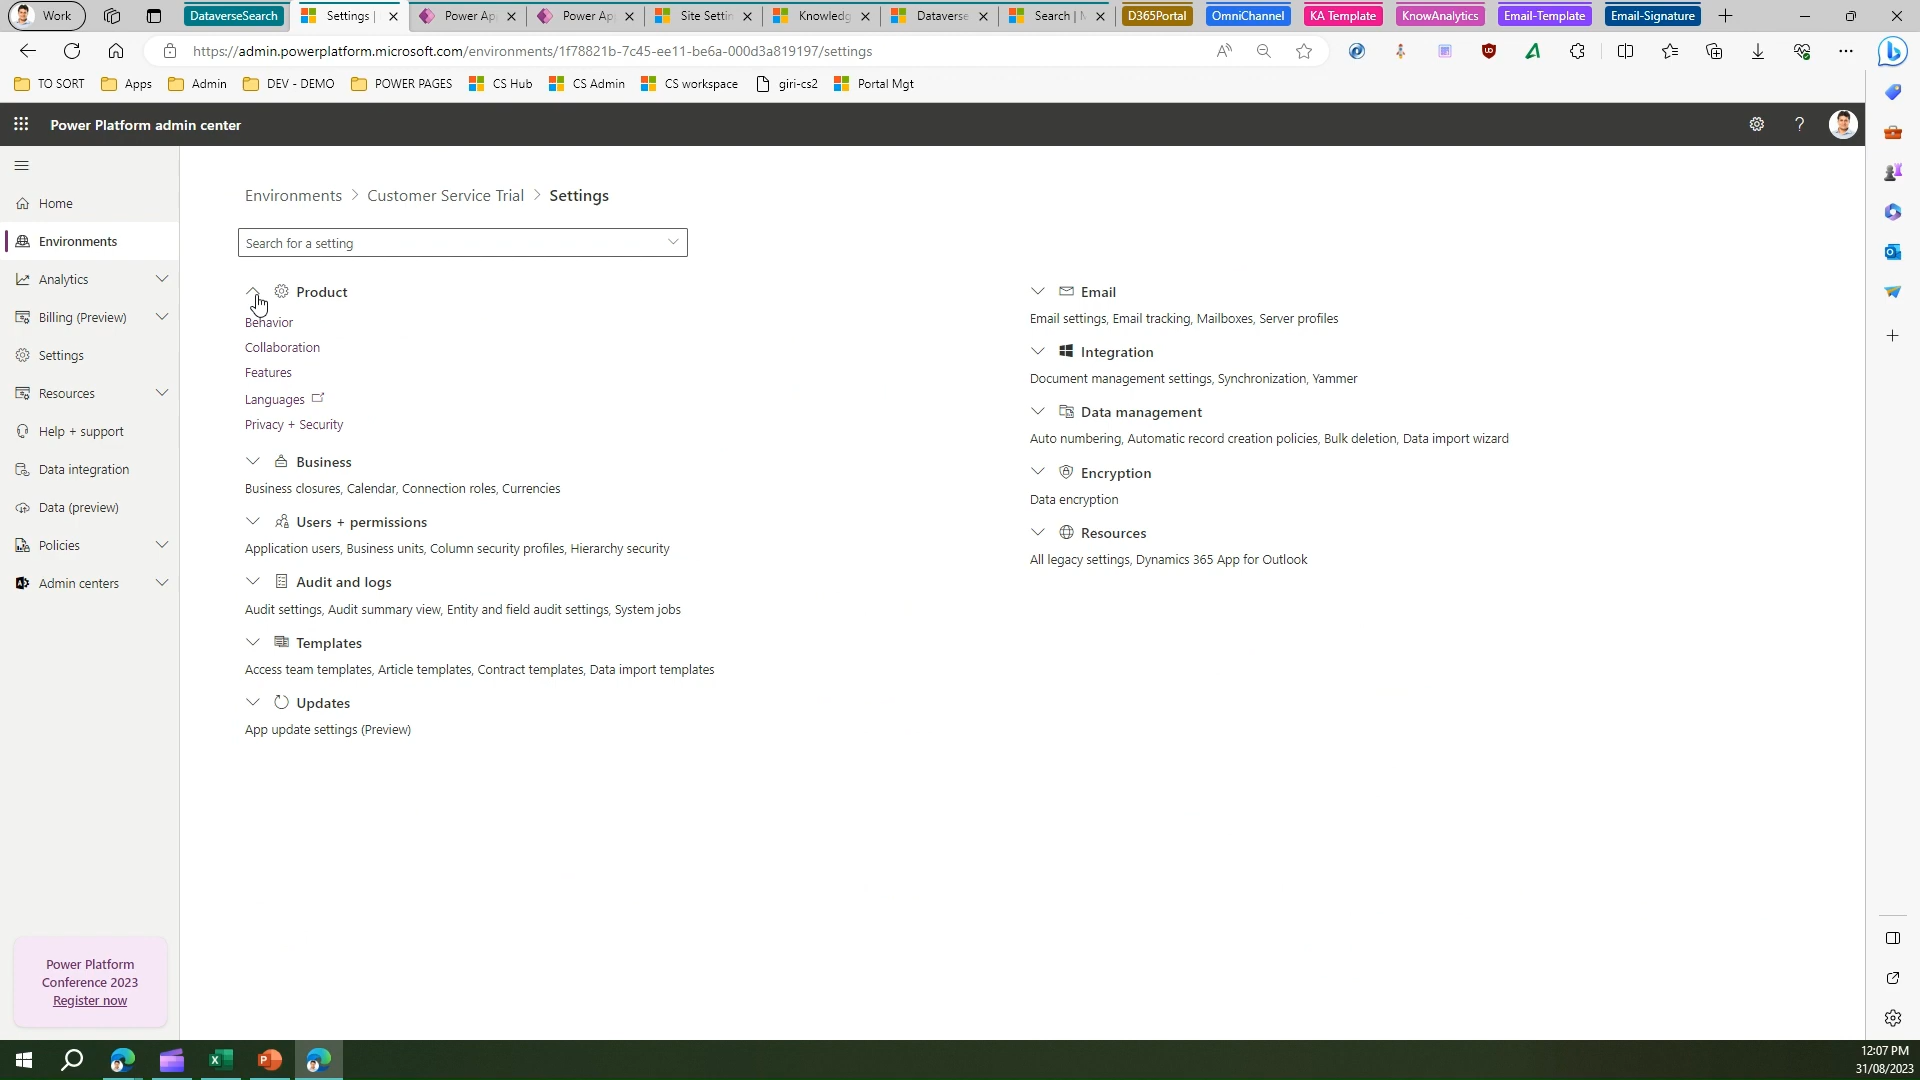 Work
DataverseSearch
Settings |
Power Ap
Power Ap
Site Settin
Knowledg
Dataverse
Search | M
D365Portal
OmniChannel
KA Template
KnowAnalytics
Email-Template
Email-Signature
https://admin.powerplatform.microsoft.com/environments/1f78821b-7c45-ee11-be6a-000d3a819197/settings
TO SORT
Apps
Admin
DEV - DEMO
POWER PAGES
CS Hub
CS Admin
CS workspace
giri-cs2
Portal Mgt
Power Platform admin center
Home
Environments
Analytics
Billing (Preview)
Settings
Resources
Help + support
Data integration
Data (preview)
Policies
Admin centers
Power Platform
Conference 2023
Register now
Environments > Customer Service Trial > Settings
Search for a setting
Product
Behavior
Collaboration
Features
Languages
Privacy + Security
Business
Business closures, Calendar, Connection roles, Currencies
Users + permissions
Application users, Business units, Column security profiles, Hierarchy security
Audit and logs
Audit settings, Audit summary view, Entity and field audit settings, System jobs
Templates
Access team templates, Article templates, Contract templates, Data import templates
Updates
App update settings (Preview)
Email
Email settings, Email tracking, Mailboxes, Server profiles
Integration
Document management settings, Synchronization, Yammer
Data management
Auto numbering, Automatic record creation policies, Bulk deletion, Data import wizard
Encryption
Data encryption
Resources
All legacy settings, Dynamics 365 App for Outlook
12:07 PM
31/08/2023